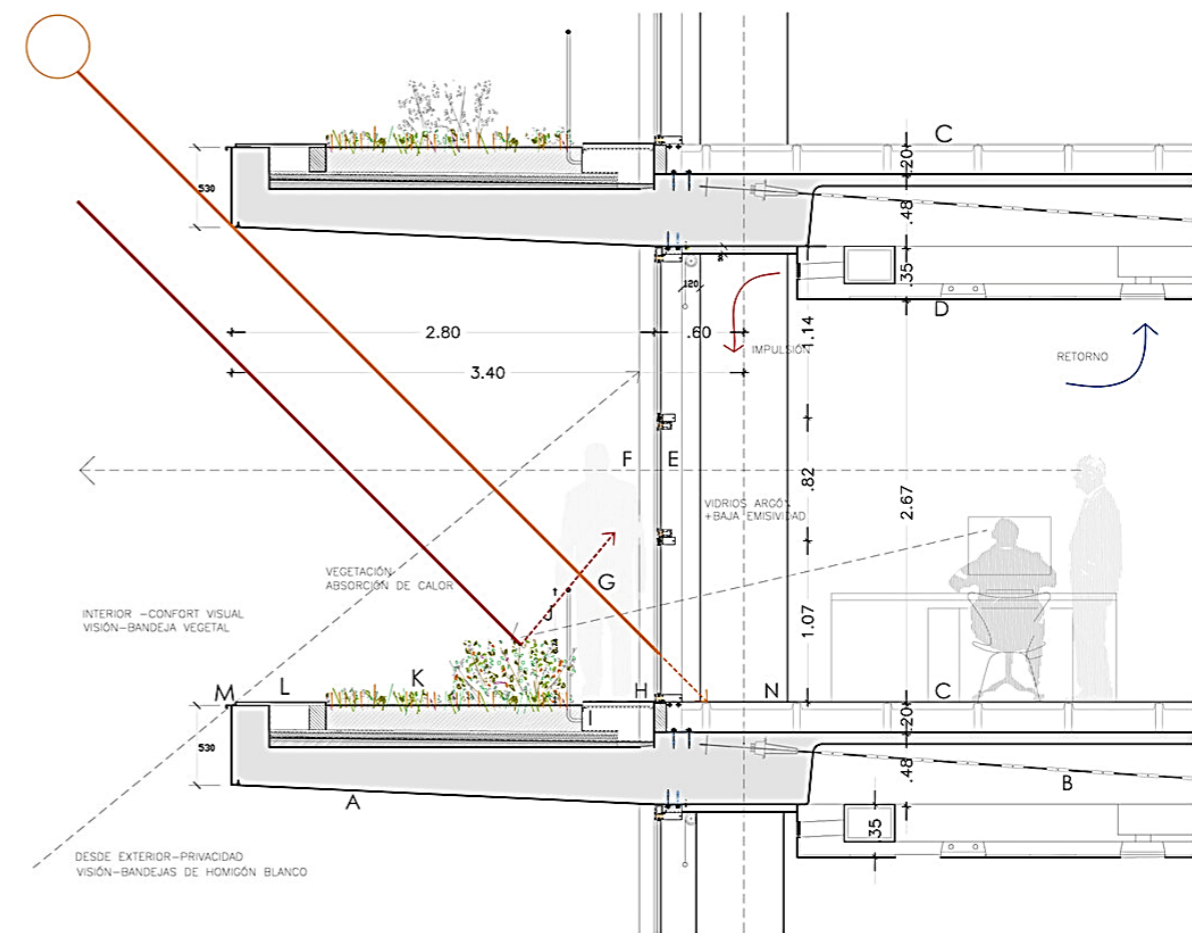 C
.20
530
.48
.35
D
120
2.80
.60
1.14
IMPULSIÓN
RETORNO
3.40
F
E
.82
2.67
VIDRIOS ARGÓN
+BAJA EMISIVIDAD
VEGETACIÓN
ABSORCIÓN DE CALOR
G
J
INTERIOR –CONFORT VISUAL
VISIÓN–BANDEJA VEGETAL
1.07
M
L
K
H
N
C
I
.20
530
.48
B
A
.35
DESDE EXTERIOR–PRIVACIDAD
VISIÓN–BANDEJAS DE HOMIGÓN BLANCO